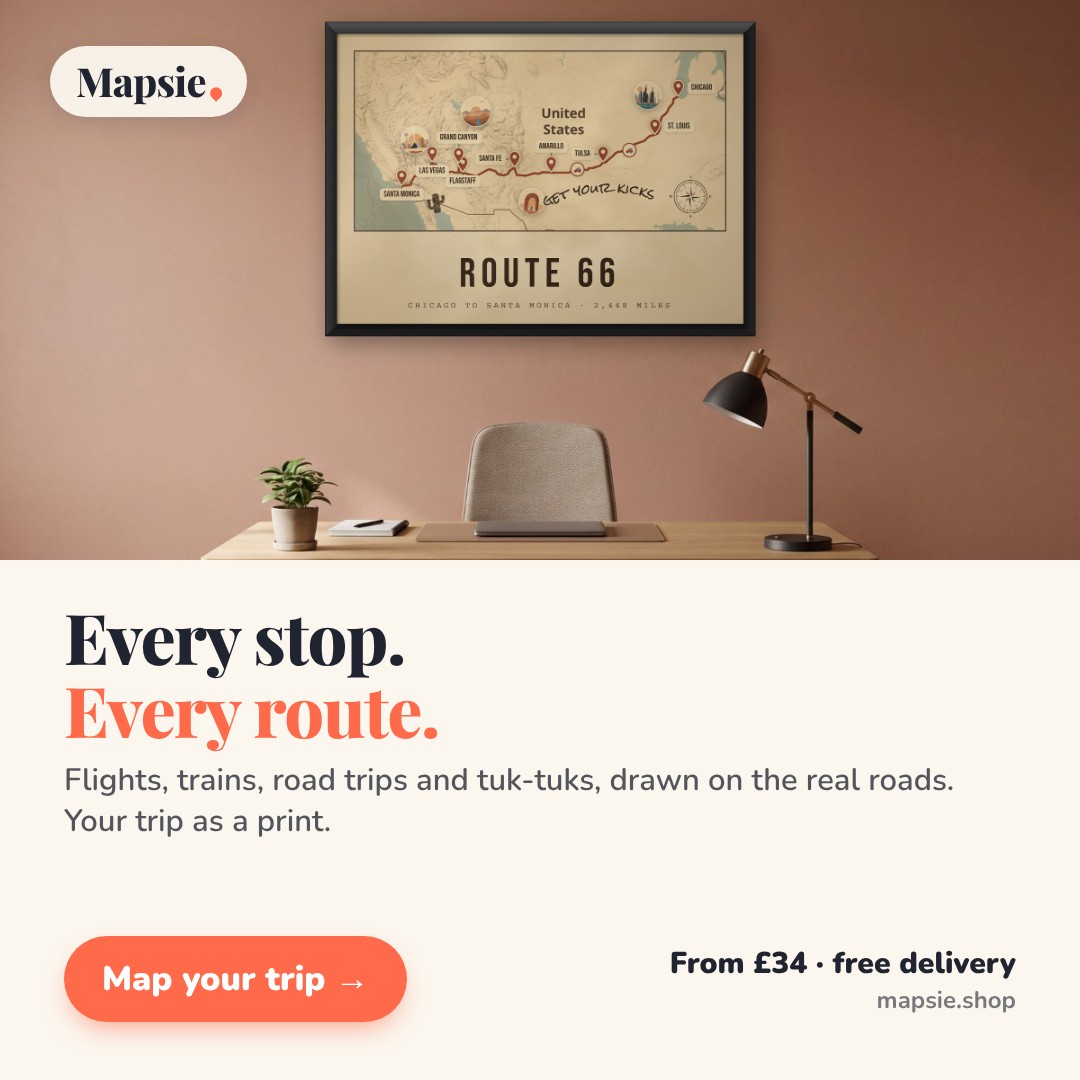 Mapsie
CHICAGO
ST. LOUIS
United
States
GRAND CANYON
AMARILLO
TULSA
SANTA FE
LAS VEGAS
FLAGSTAFF
SANTA MONICA
GET YOUR KICKS
ROUTE 66
CHICAGO TO SANTA MONICA · 2,448 MILES
Every stop.
Every route.
Flights, trains, road trips and tuk-tuks, drawn on the real roads.
Your trip as a print.
Map your trip →
From £34 · free delivery
mapsie.shop